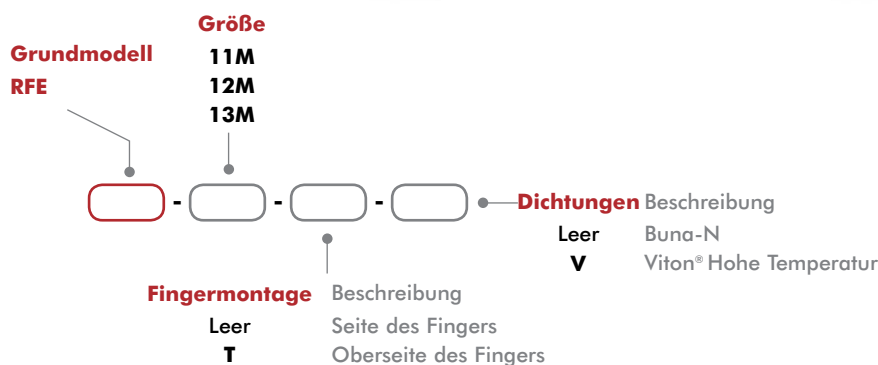 Größe
Grundmodell 11M
RFE 12M
13M
- - -
Dichtungen Beschreibung
Leer Buna-N
V Viton® Hohe Temperatur
Fingermontage Beschreibung
Leer Seite des Fingers
T Oberseite des Fingers